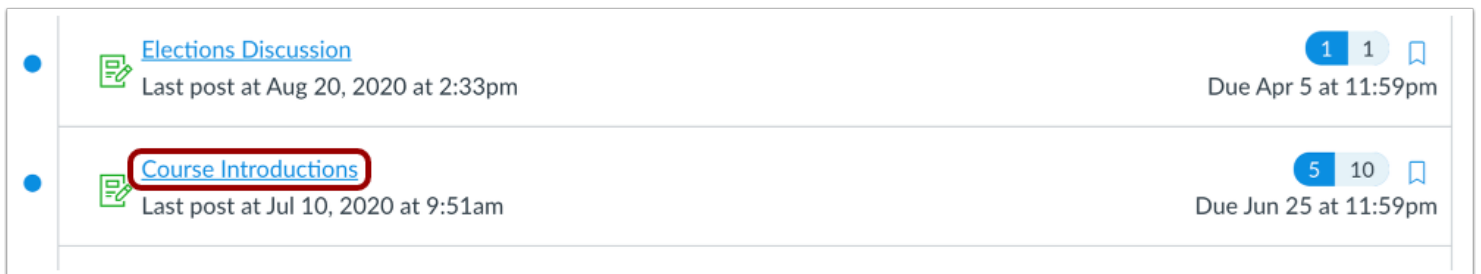 Elections Discussion
1 1
Last post at Aug 20, 2020 at 2:33pm
Due Apr 5 at 11:59pm
Course Introductions
5 10
Last post at Jul 10, 2020 at 9:51am
Due Jun 25 at 11:59pm